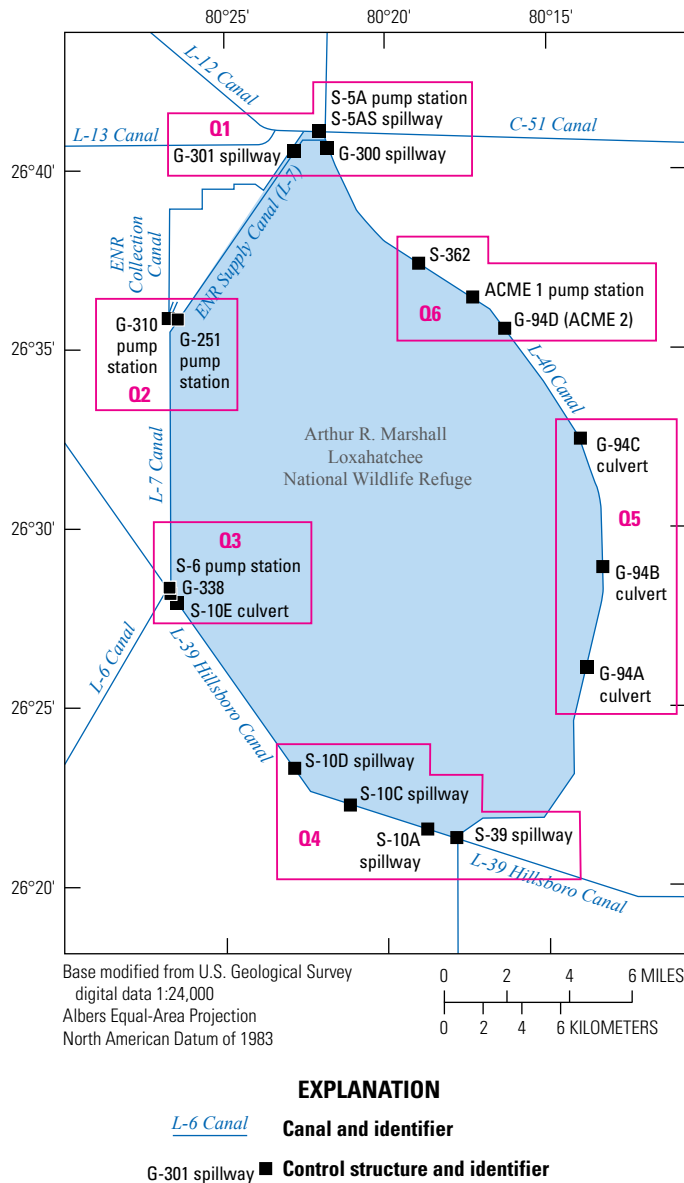 80°25'
80°20'
80°15'
L-12 Canal
S-5A pump station
S-5AS spillway
Q1
L-13 Canal
C-51 Canal
G-301 spillway
G-300 spillway
26°40'
ENR Supply Canal (L-7)
ENR
Collection
Canal
S-362
ACME 1 pump station
Q6
G-94D (ACME 2)
G-310
pump
station
G-251
pump
station
26°35'
Q2
L-40 Canal
Arthur R. Marshall
Loxahatchee
National Wildlife Refuge
G-94C
culvert
L-7 Canal
26°30'
Q3
Q5
S-6 pump station
G-338
S-10E culvert
G-94B
culvert
L-6 Canal
L-39 Hillsboro Canal
G-94A
culvert
26°25'
S-10D spillway
S-10C spillway
Q4
S-10A
spillway
S-39 spillway
L-39 Hillsboro Canal
26°20'
Base modified from U.S. Geological Survey
digital data 1:24,000
Albers Equal-Area Projection
North American Datum of 1983
0 2 4 6 MILES
0 2 4 6 KILOMETERS
EXPLANATION
L-6 Canal Canal and identifier
G-301 spillway Control structure and identifier